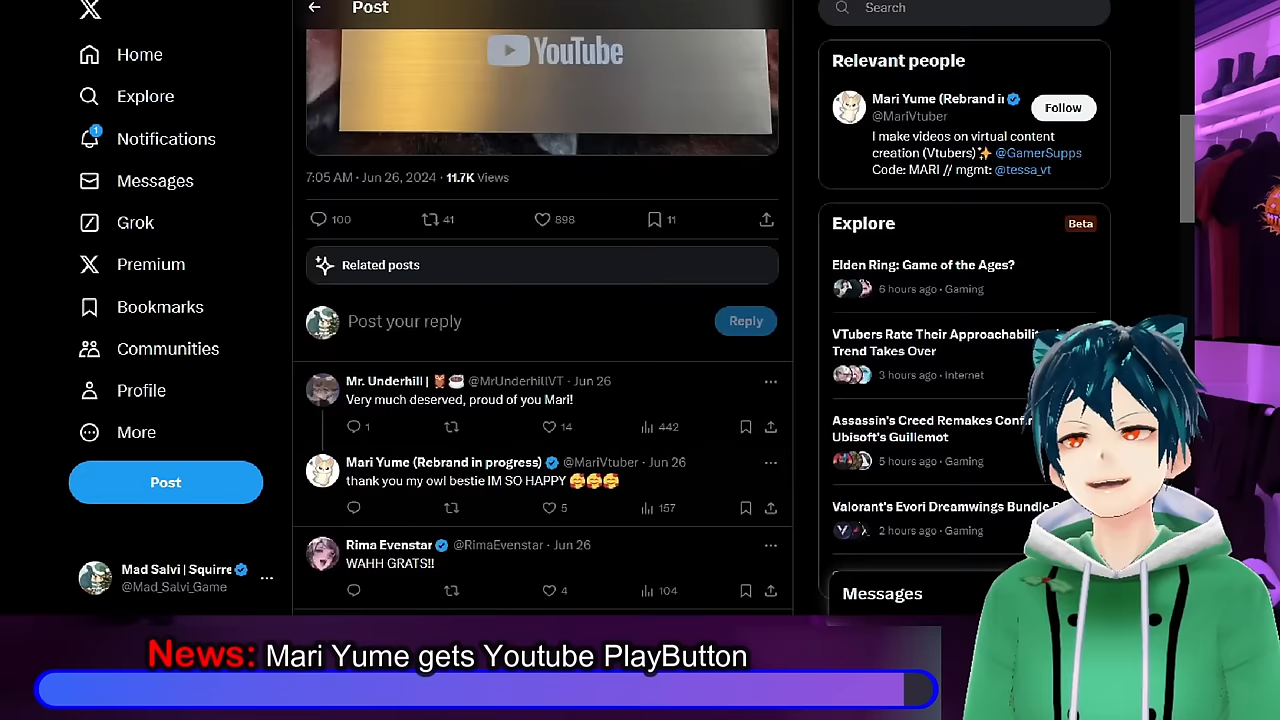 Home
Explore
1
Notifications
Messages
Grok
Premium
Bookmarks
Communities
Profile
More
Post
Mad Salvi | Squirre
@Mad_Salvi_Game
Post
YouTube
7:05 AM · Jun 26, 2024 · 11.7K Views
100
41
898
11
Related posts
Post your reply
Reply
Mr. Underhill | 🦉☕ @MrUnderhillVT · Jun 26
Very much deserved, proud of you Mari!
1
14
442
Mari Yume (Rebrand in progress) @MariVtuber · Jun 26
thank you my owl bestie IM SO HAPPY 🥰🥰🥰
5
157
Rima Evenstar @RimaEvenstar · Jun 26
WAHH GRATS!!
4
104
Search
Relevant people
Mari Yume (Rebrand in
@MariVtuber
Follow
I make videos on virtual content
creation (Vtubers)✨ @GamerSupps
Code: MARI // mgmt: @tessa_vt
Explore
Beta
Elden Ring: Game of the Ages?
6 hours ago · Gaming
VTubers Rate Their Approachabilit
Trend Takes Over
3 hours ago · Internet
Assassin's Creed Remakes Conf
Ubisoft's Guillemot
5 hours ago · Gaming
Valorant's Evori Dreamwings Bundle
2 hours ago · Gaming
Messages
News: Mari Yume gets Youtube PlayButton